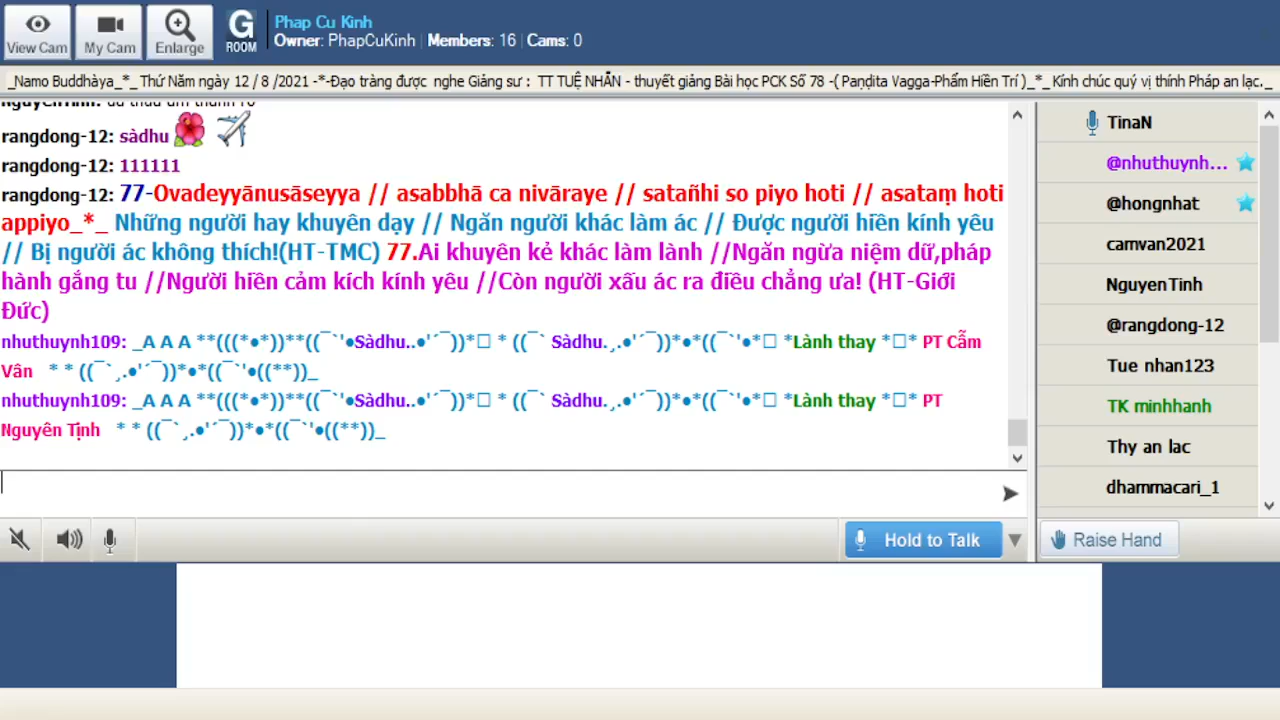 View Cam
My Cam
Enlarge
G
ROOM
Phap Cu Kinh
Owner: PhapCuKinh | Members: 16 | Cams: 0
_Namo Buddhàya_*_ Thứ Năm ngày 12 / 8 /2021 -*-Đạo tràng được nghe Giảng sư : TT TUỆ NHẪN - thuyết giảng Bài học PCK Số 78 -( Paṇḍita Vagga-Phẩm Hiền Trí )_*_ Kính chúc quý vị thính Pháp an lạc._
rangdong-12: sàdhu
rangdong-12: 111111
rangdong-12: 77-Ovadeyyānusāseyya // asabbhā ca nivāraye // satañhi so piyo hoti // asataṃ hoti
appiyo_*_ Những người hay khuyên dạy // Ngăn người khác làm ác // Được người hiền kính yêu
// Bị người ác không thích!(HT-TMC) 77.Ai khuyên kẻ khác làm lành //Ngăn ngừa niệm dữ,pháp
hành gắng tu //Người hiền cảm kích kính yêu //Còn người xấu ác ra điều chẳng ưa! (HT-Giới
Đức)
nhuthuynh109: _A A A **(((*●*))**((¯`'●Sàdhu..●'´¯))*□ * ((¯` Sàdhu.¸.●'´¯))*●*((¯`'●*□ *Lành thay *□* PT Cẩm
Vân * * ((¯`¸.●'´¯))*●*((¯`'●((**))_
nhuthuynh109: _A A A **(((*●*))**((¯`'●Sàdhu..●'´¯))*□ * ((¯` Sàdhu.¸.●'´¯))*●*((¯`'●*□ *Lành thay *□* PT
Nguyên Tịnh * * ((¯`¸.●'´¯))*●*((¯`'●((**))_
Hold to Talk
TinaN
@nhuthuynh...
@hongnhat
camvan2021
NguyenTinh
@rangdong-12
Tue nhan123
TK minhhanh
Thy an lac
dhammacari_1
Raise Hand